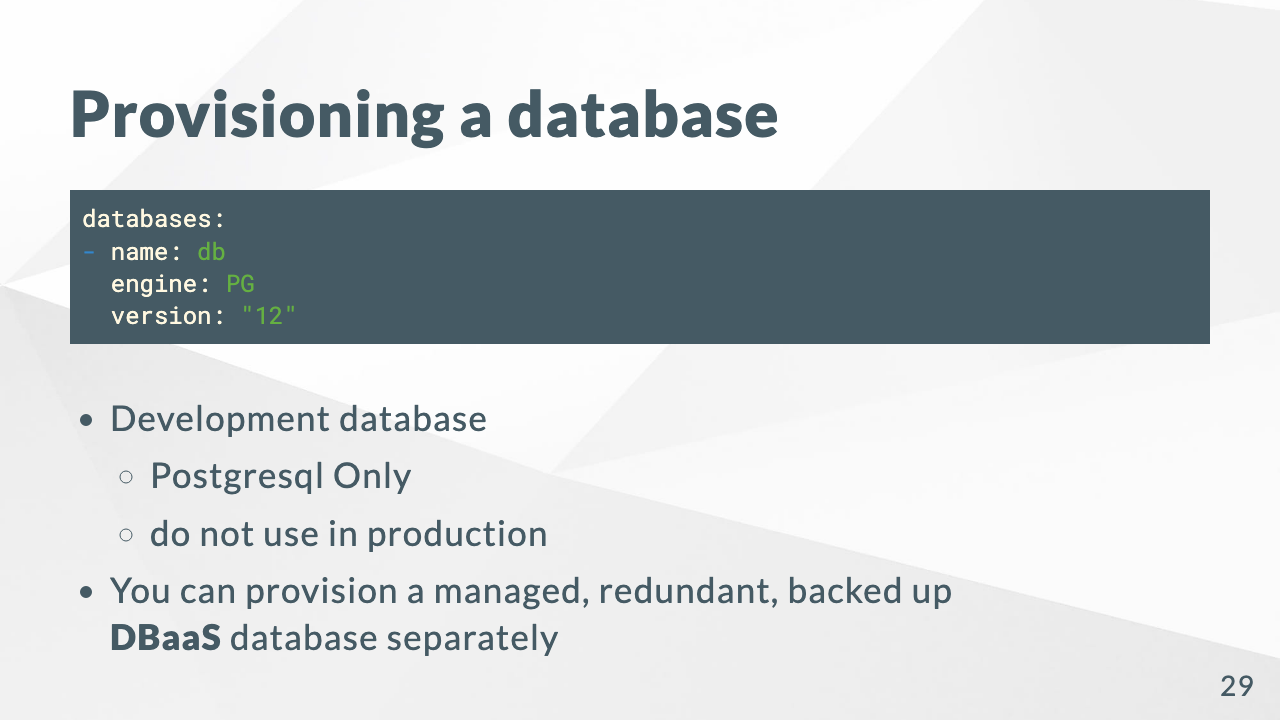 Provisioning a database
databases:
- name: db
  engine: PG
  version: "12"
• Development database
○ Postgresql Only
○ do not use in production
• You can provision a managed, redundant, backed up
DBaaS database separately
29